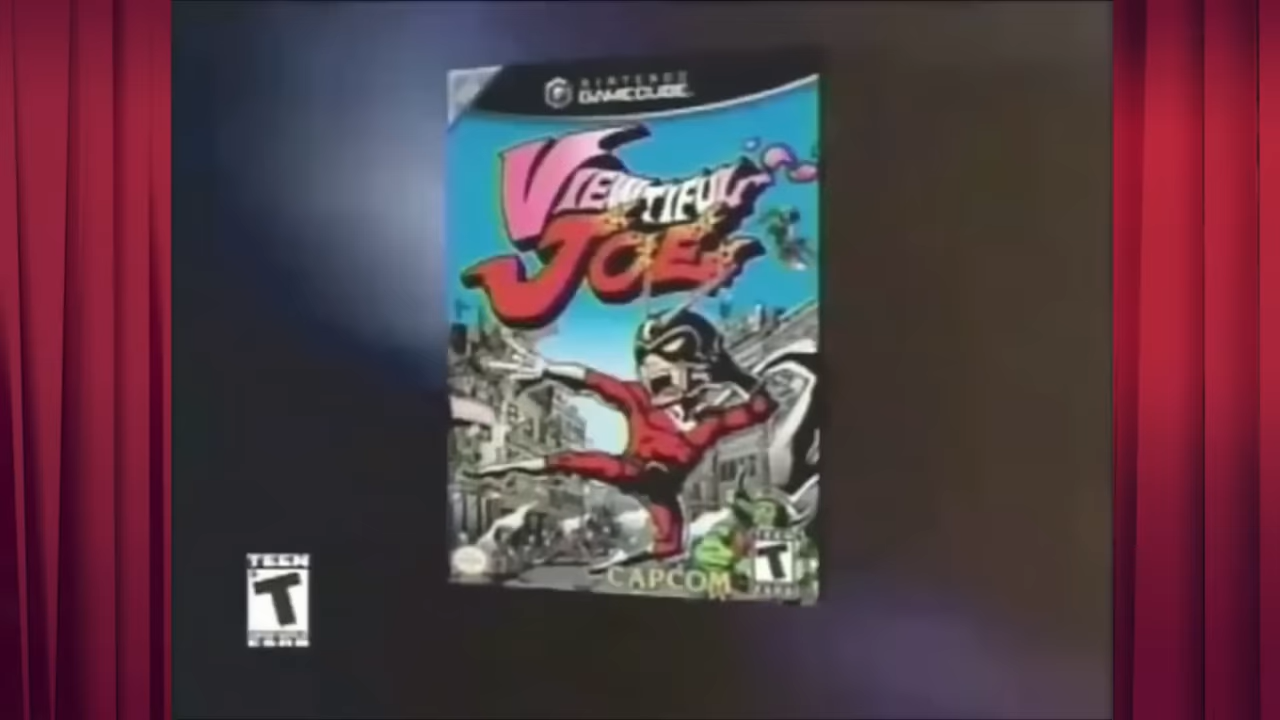 NINTENDO
GAMECUBE
VIEWTIFUL
JOE
CAPCOM
T
TEEN
T
ESRB